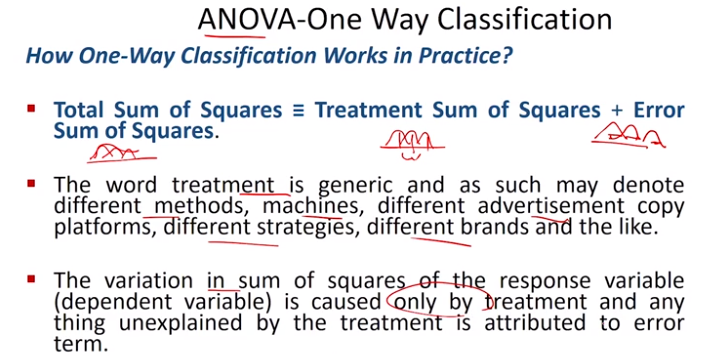 ANOVA-One Way Classification
How One-Way Classification Works in Practice?
▪ Total Sum of Squares ≡ Treatment Sum of Squares + Error
Sum of Squares.
▪ The word treatment is generic and as such may denote
different methods, machines, different advertisement copy
platforms, different strategies, different brands and the like.
▪ The variation in sum of squares of the response variable
(dependent variable) is caused only by treatment and any
thing unexplained by the treatment is attributed to error
term.